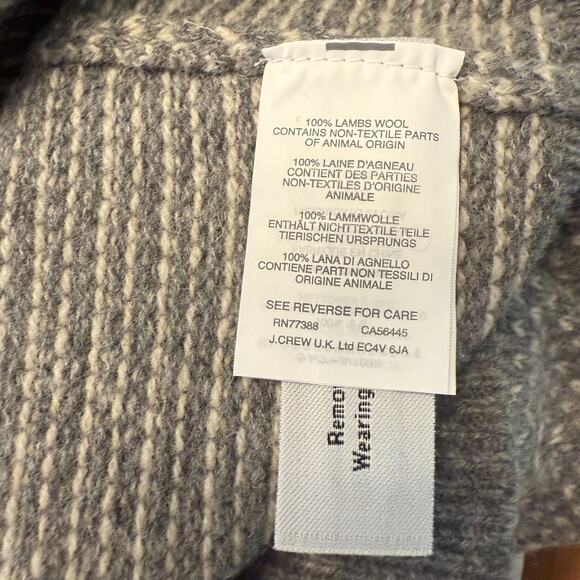 100% LAMBS WOOL
CONTAINS NON-TEXTILE PARTS
OF ANIMAL ORIGIN
100% LAINE D'AGNEAU
CONTIENT DES PARTIES
NON-TEXTILES D'ORIGINE
ANIMALE
100% LAMMWOLLE
ENTHÄLT NICHTTEXTILE TEILE
TIERISCHEN URSPRUNGS
100% LANA DI AGNELLO
CONTIENE PARTI NON TESSILI DI
ORIGINE ANIMALE
SEE REVERSE FOR CARE
RN77388 CA56445
J.CREW U.K. Ltd EC4V 6JA
Remo
Wearing